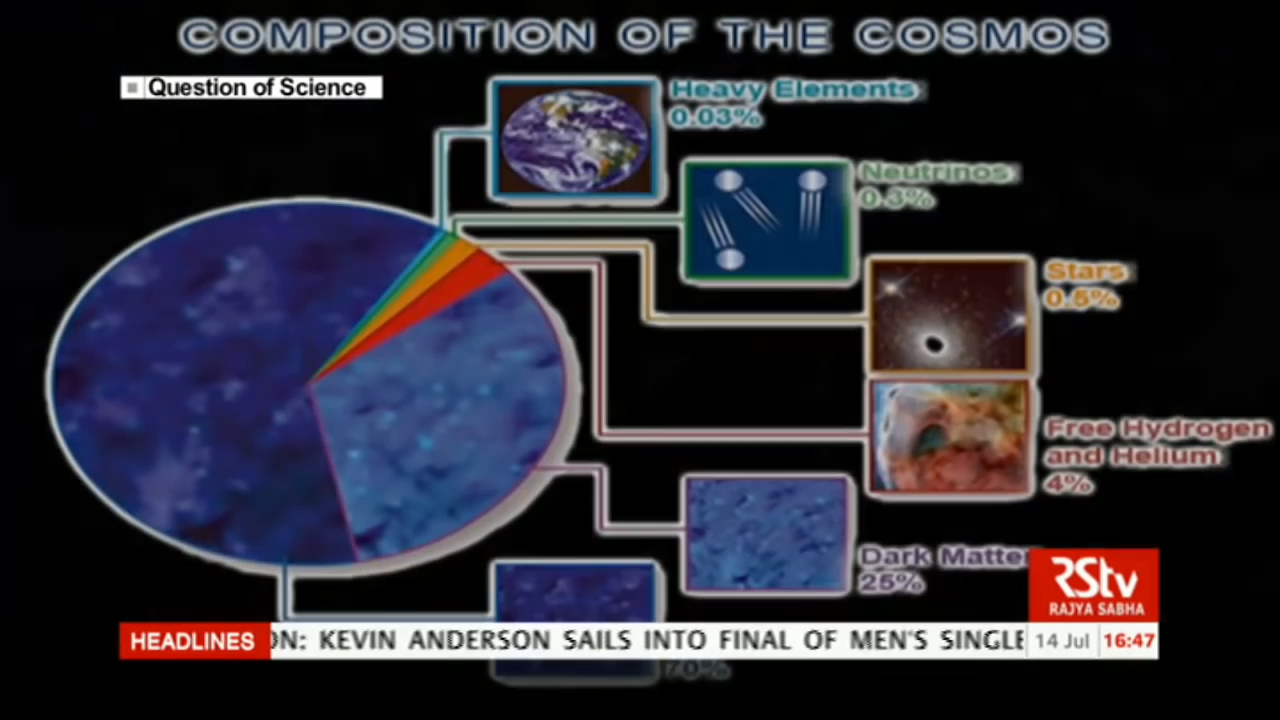 COMPOSITION OF THE COSMOS
Question of Science
Heavy Elements
0.03%
Neutrinos
0.3%
Stars
0.5%
Free Hydrogen
and Helium
4%
Dark Matter
25%
RStv
RAJYA SABHA
HEADLINES
ON: KEVIN ANDERSON SAILS INTO FINAL OF MEN'S SINGLE
14 Jul 16:47
70%